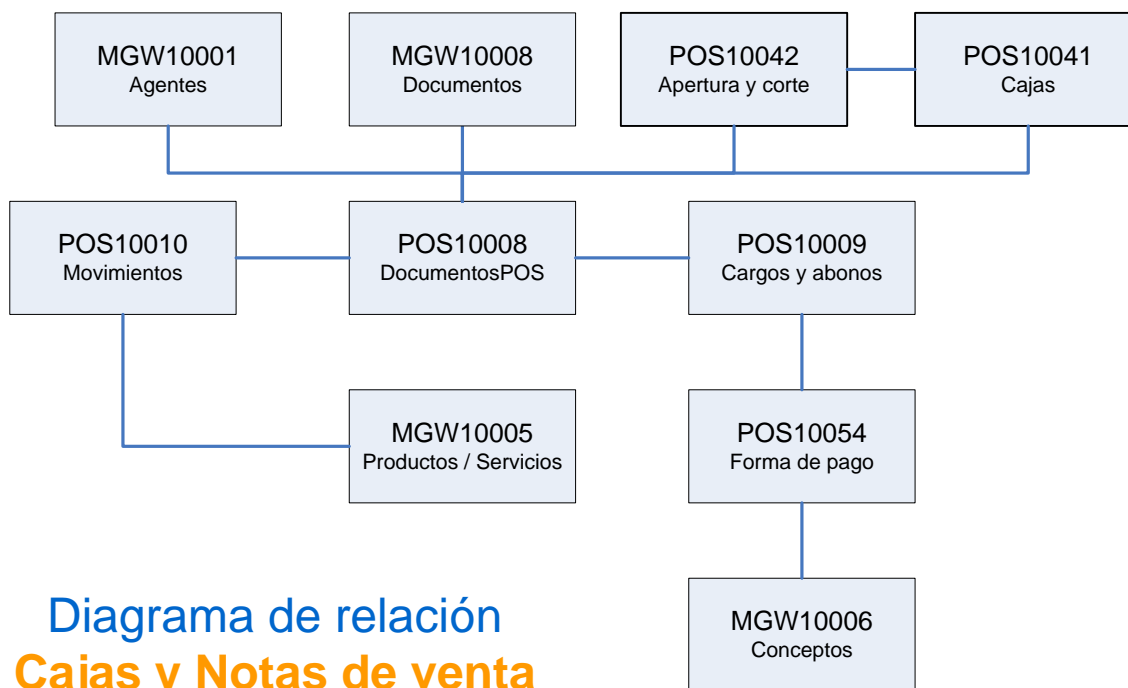 MGW10001
Agentes
MGW10008
Documentos
POS10042
Apertura y corte
POS10041
Cajas
POS10010
Movimientos
POS10008
DocumentosPOS
POS10009
Cargos y abonos
MGW10005
Productos / Servicios
POS10054
Forma de pago
MGW10006
Conceptos
Diagrama de relación
Cajas y Notas de venta